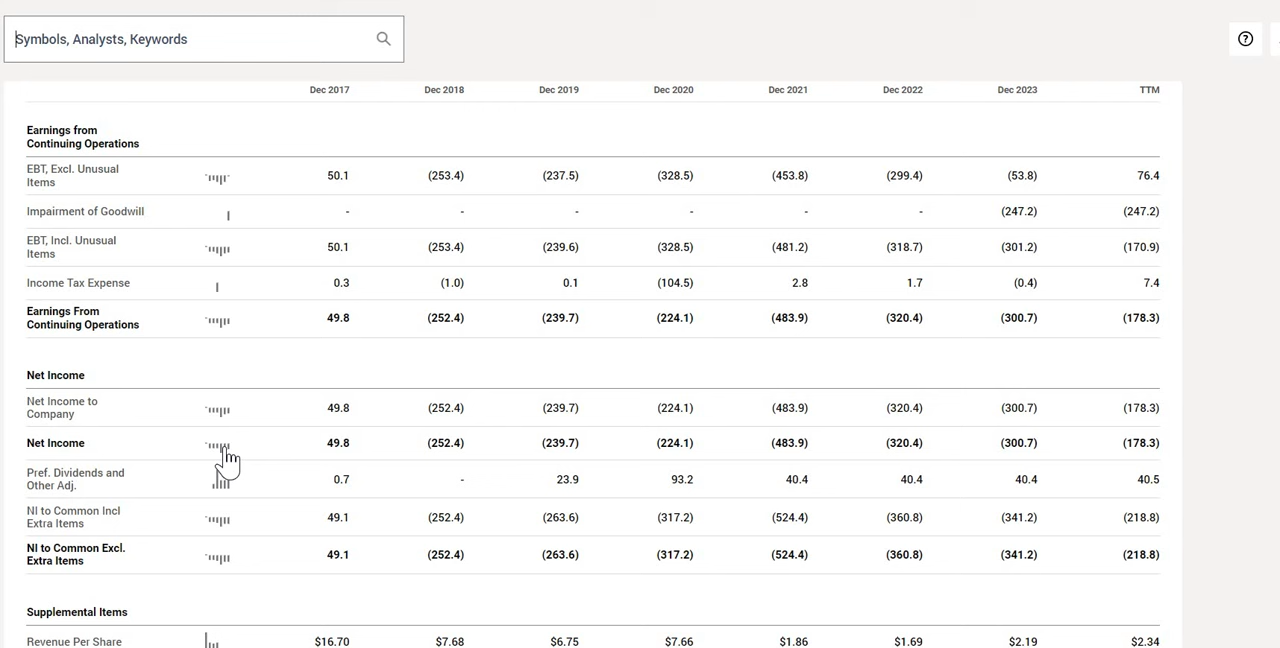 Symbols, Analysts, Keywords
Dec 2017 Dec 2018 Dec 2019 Dec 2020 Dec 2021 Dec 2022 Dec 2023 TTM
Earnings from
Continuing Operations
EBT, Excl. Unusual
Items 50.1 (253.4) (237.5) (328.5) (453.8) (299.4) (53.8) 76.4
Impairment of Goodwill - - - - - - (247.2) (247.2)
EBT, Incl. Unusual
Items 50.1 (253.4) (239.6) (328.5) (481.2) (318.7) (301.2) (170.9)
Income Tax Expense 0.3 (1.0) 0.1 (104.5) 2.8 1.7 (0.4) 7.4
Earnings From
Continuing Operations 49.8 (252.4) (239.7) (224.1) (483.9) (320.4) (300.7) (178.3)
Net Income
Net Income to
Company 49.8 (252.4) (239.7) (224.1) (483.9) (320.4) (300.7) (178.3)
Net Income 49.8 (252.4) (239.7) (224.1) (483.9) (320.4) (300.7) (178.3)
Pref. Dividends and
Other Adj. 0.7 - 23.9 93.2 40.4 40.4 40.4 40.5
NI to Common Incl
Extra Items 49.1 (252.4) (263.6) (317.2) (524.4) (360.8) (341.2) (218.8)
NI to Common Excl.
Extra Items 49.1 (252.4) (263.6) (317.2) (524.4) (360.8) (341.2) (218.8)
Supplemental Items
Revenue Per Share $16.70 $7.68 $6.75 $7.66 $1.86 $1.69 $2.19 $2.34